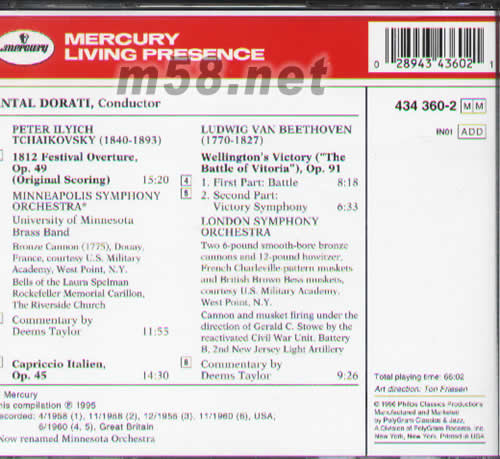 mercury
MERCURY
LIVING PRESENCE
m58.net
0 28943 43602 1
ANTAL DORATI, Conductor
434 360-2 MM
IN01 ADD
PETER ILYICH
TCHAIKOVSKY (1840-1893)
1812 Festival Overture,
Op. 49
(Original Scoring) 15:20
MINNEAPOLIS SYMPHONY
ORCHESTRA*
University of Minnesota
Brass Band
Bronze Cannon (1775), Douay,
France, courtesy U.S. Military
Academy, West Point, N.Y.
Bells of the Laura Spelman
Rockefeller Memorial Carillon,
The Riverside Church
Commentary by
Deems Taylor 11:55
Capriccio Italien,
Op. 45 14:30
LUDWIG VAN BEETHOVEN
(1770-1827)
Wellington's Victory ("The
Battle of Vitoria"), Op. 91
4 1. First Part: Battle 8:18
5 2. Second Part:
Victory Symphony 6:33
LONDON SYMPHONY
ORCHESTRA
Two 6-pound smooth-bore bronze
cannons and 12-pound howitzer,
French Charleville pattern muskets
and British Brown Bess muskets,
courtesy U.S. Military Academy,
West Point, N.Y.
Cannon and musket firing under the
direction of Gerald C. Stowe by the
reactivated Civil War Unit, Battery
B, 2nd New Jersey Light Artillery
6 Commentary by
Deems Taylor 9:26
Mercury
his compilation ℗ 1995
ecorded: 4/1958 (1), 11/1958 (2), 12/1958 (3), 11/1960 (6), USA,
6/1960 (4, 5), Great Britain
Now renamed Minnesota Orchestra
Total playing time: 66:02
Art direction: Ton Friesen
Philips Classics Productions
Manufactured and Marketed
by PolyGram Classics & Jazz,
A Division of PolyGram Records, Inc.
New York, New York. Printed in USA